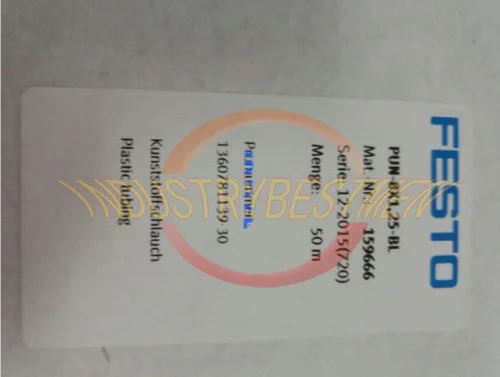 FESTO
PUN-8X1,25-BL
Mat.-Nr.: 159666
Serie: 12-2015(720)
Menge: 50 m
1360781139 30
Kunststoffschlauch
Plastic tubing
INDUSTRYBESTMEN